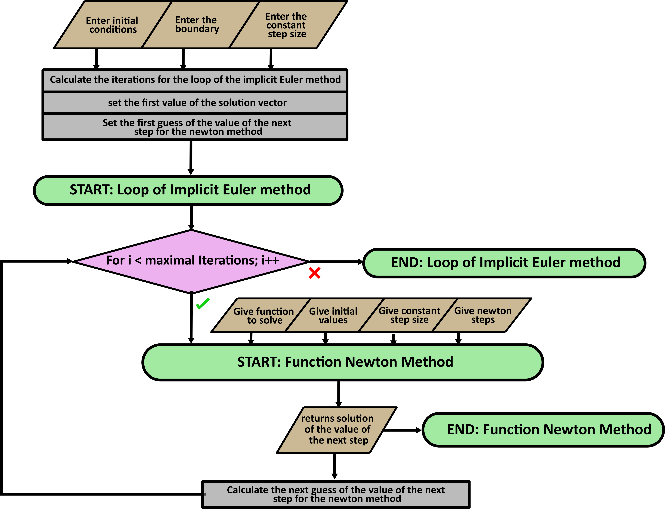 Enter initial
conditions
Enter the
boundary
Enter the
constant
step size
Calculate the iterations for the loop of the implicit Euler method
set the first value of the solution vector
Set the first guess of the value of the next
step for the newton method
START: Loop of Implicit Euler method
For i < maximal Iterations; i++
END: Loop of Implicit Euler method
Give function
to solve
Give initial
values
Give constant
step size
Give newton
steps
START: Function Newton Method
returns solution
of the value of
the next step
END: Function Newton Method
Calculate the next guess of the value of the next
step for the newton method